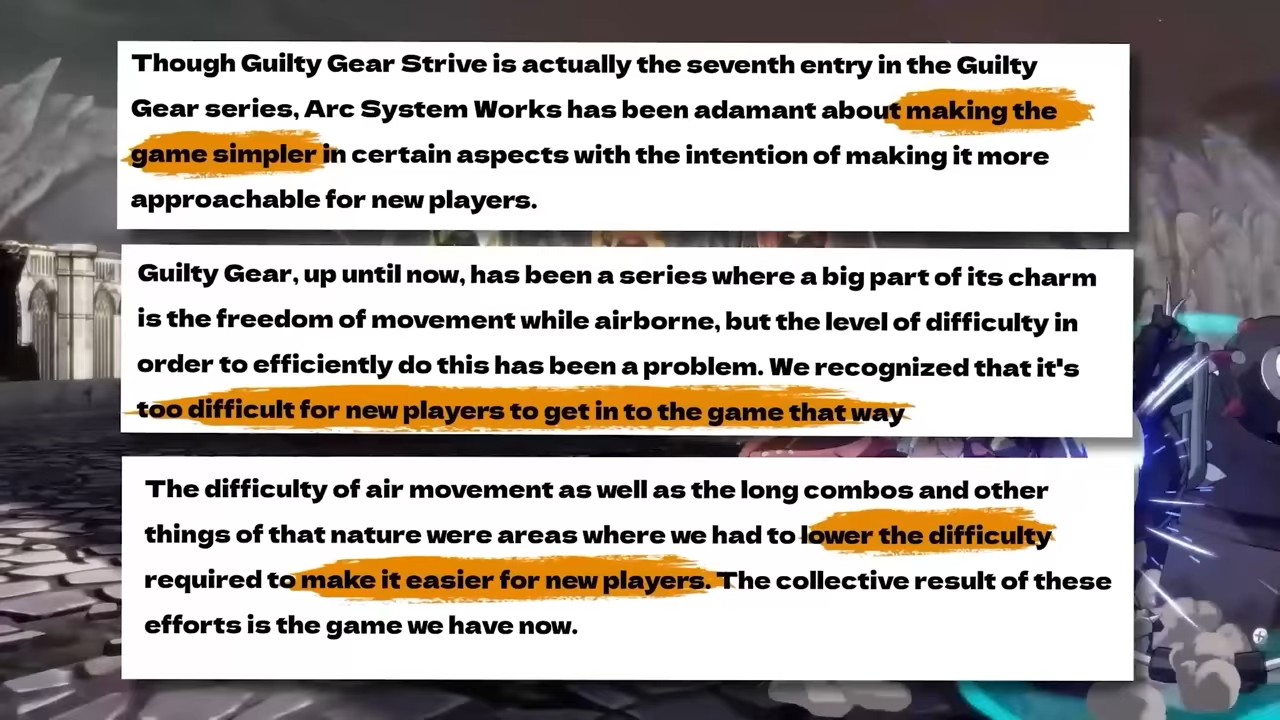 Though Guilty Gear Strive is actually the seventh entry in the Guilty
Gear series, Arc System Works has been adamant about making the
game simpler in certain aspects with the intention of making it more
approachable for new players.
Guilty Gear, up until now, has been a series where a big part of its charm
is the freedom of movement while airborne, but the level of difficulty in
order to efficiently do this has been a problem. We recognized that it's
too difficult for new players to get in to the game that way
The difficulty of air movement as well as the long combos and other
things of that nature were areas where we had to lower the difficulty
required to make it easier for new players. The collective result of these
efforts is the game we have now.